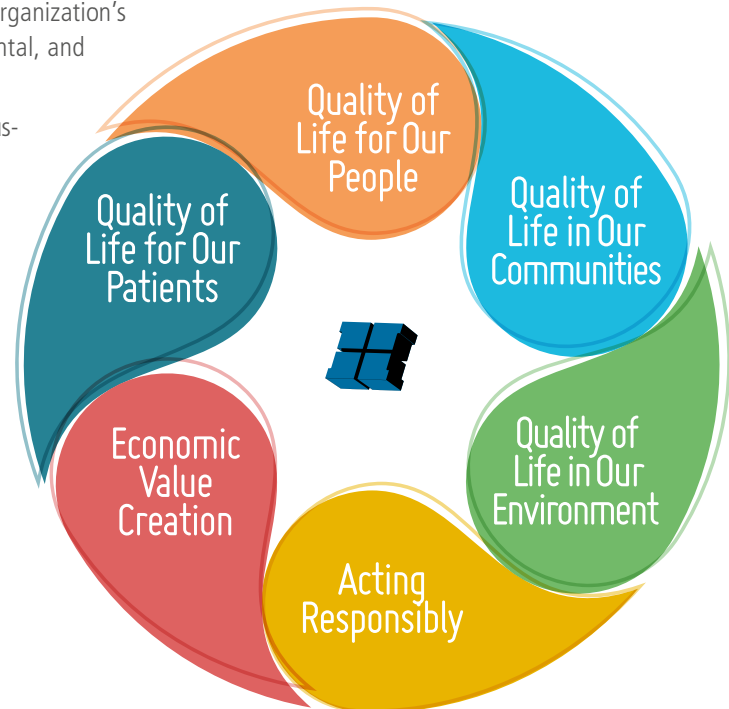 rganization's
ntal, and
s-
Quality of
Life for Our
People
Quality of
Life in Our
Communities
Quality of
Life in Our
Environment
Acting
Responsibly
Economic
Value
Creation
Quality of
Life for Our
Patients